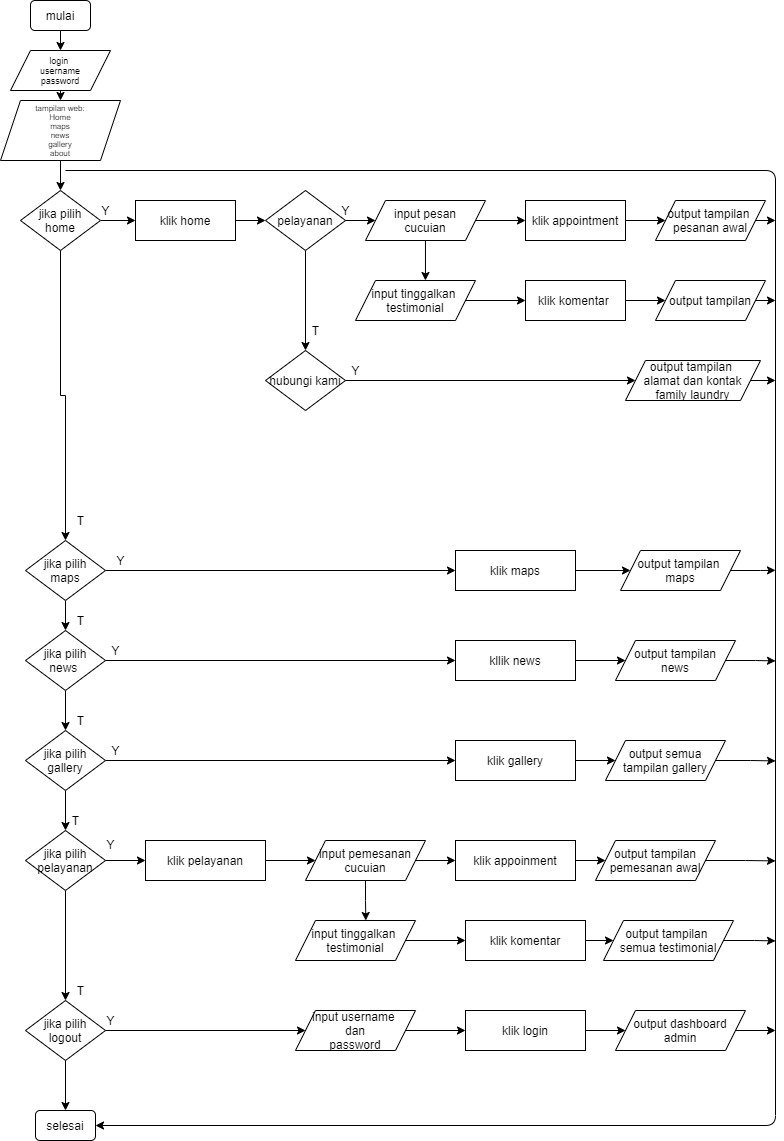 mulai
login
username
password
tampilan web:
Home
maps
news
gallery
about
jika pilih
home
Y
klik home
pelayanan
Y
input pesan
cucuian
klik appointment
output tampilan
pesanan awal
input tinggalkan
testimonial
klik komentar
output tampilan
T
hubungi kami
Y
output tampilan
alamat dan kontak
family laundry
T
jika pilih
maps
Y
klik maps
output tampilan
maps
T
jika pilih
news
Y
kllik news
output tampilan
news
T
jika pilih
gallery
Y
klik gallery
output semua
tampilan gallery
T
jika pilih
pelayanan
Y
klik pelayanan
input pemesanan
cucuian
klik appoinment
output tampilan
pemesanan awal
input tinggalkan
testimonial
klik komentar
output tampilan
semua testimonial
T
jika pilih
logout
Y
input username
dan
password
klik login
output dashboard
admin
selesai